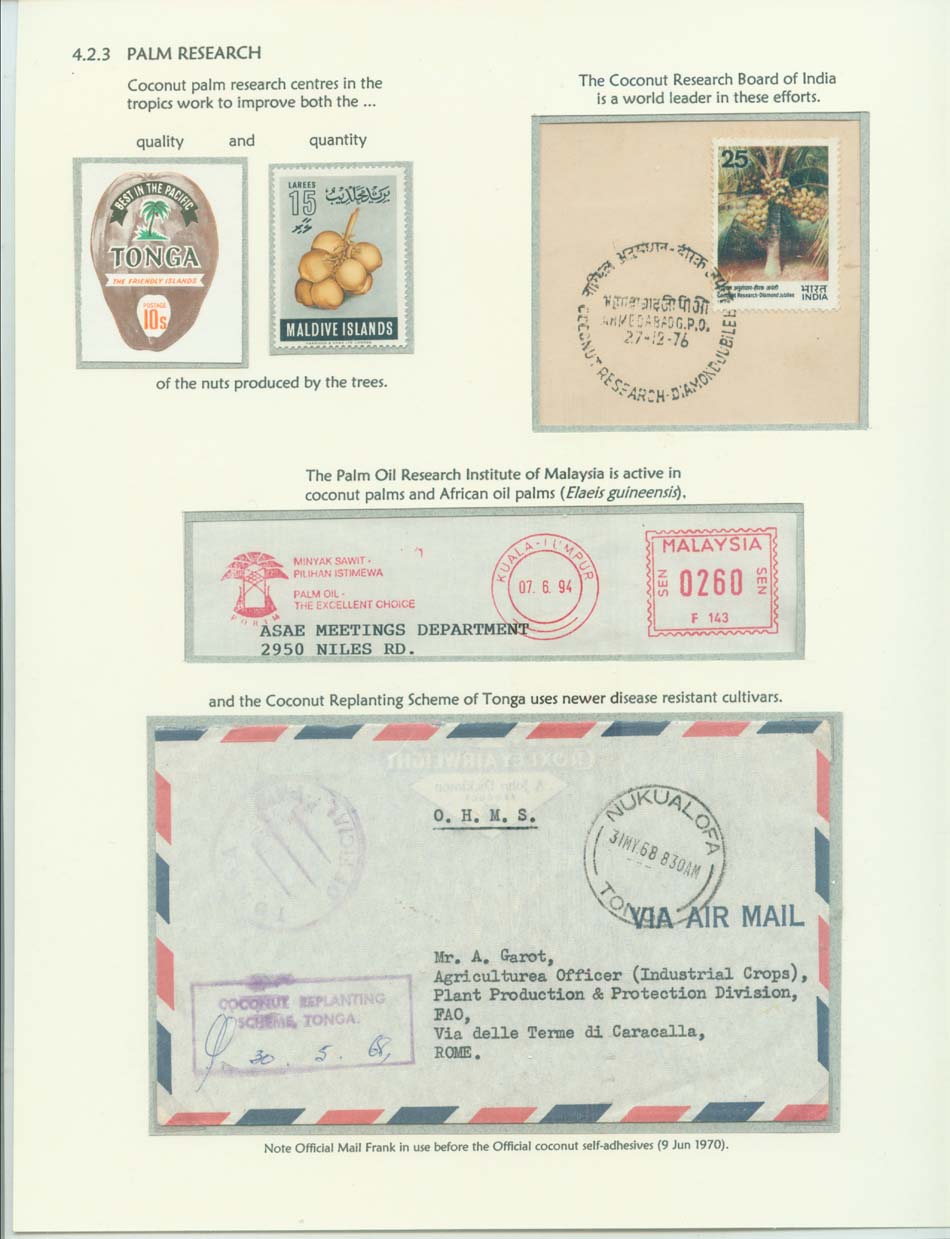 4.2.3 PALM RESEARCH
Coconut palm research centres in the
tropics work to improve both the ...
quality and quantity
BEST IN THE PACIFIC
TONGA
THE FRIENDLY ISLANDS
POSTAGE
10s.
LAREES
15
MALDIVE ISLANDS
of the nuts produced by the trees.
The Coconut Research Board of India
is a world leader in these efforts.
25
Coconut Research-Diamond Jubilee
भारत
INDIA
AHMEDABAD G.P.O.
27-12-76
COCONUT RESEARCH-DIAMOND JUBILEE
The Palm Oil Research Institute of Malaysia is active in
coconut palms and African oil palms (Elaeis guineensis),
MINYAK SAWIT -
PILIHAN ISTIMEWA
PALM OIL -
THE EXCELLENT CHOICE
PORIM
KUALA-LUMPUR
07. 6. 94
MALAYSIA
SEN 0260 SEN
F 143
ASAE MEETINGS DEPARTMENT
2950 NILES RD.
and the Coconut Replanting Scheme of Tonga uses newer disease resistant cultivars.
O. H. M. S.
NUKUALOFA
31MY68 830AM
TONGA
VIA AIR MAIL
OFFICIAL
Mr. A. Garot,
Agriculturea Officer (Industrial Crops),
Plant Production & Protection Division,
FAO,
Via delle Terme di Caracalla,
ROME.
COCONUT REPLANTING
SCHEME, TONGA.
30. 5. 68,
Note Official Mail Frank in use before the Official coconut self-adhesives (9 Jun 1970).